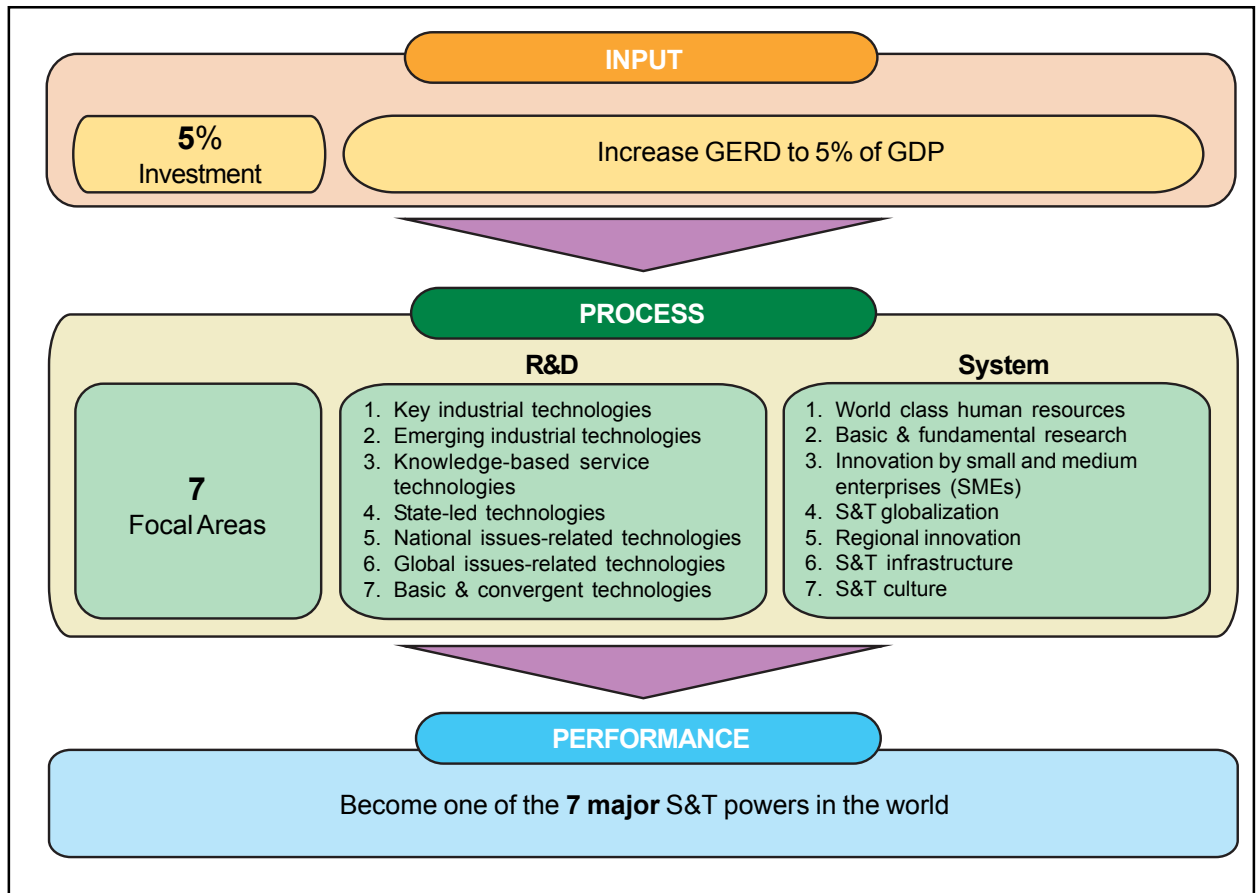 INPUT
5%
Investment
Increase GERD to 5% of GDP
PROCESS
R&D
System
7
Focal Areas
1. Key industrial technologies
2. Emerging industrial technologies
3. Knowledge-based service
technologies
4. State-led technologies
5. National issues-related technologies
6. Global issues-related technologies
7. Basic & convergent technologies
1. World class human resources
2. Basic & fundamental research
3. Innovation by small and medium
enterprises (SMEs)
4. S&T globalization
5. Regional innovation
6. S&T infrastructure
7. S&T culture
PERFORMANCE
Become one of the 7 major S&T powers in the world